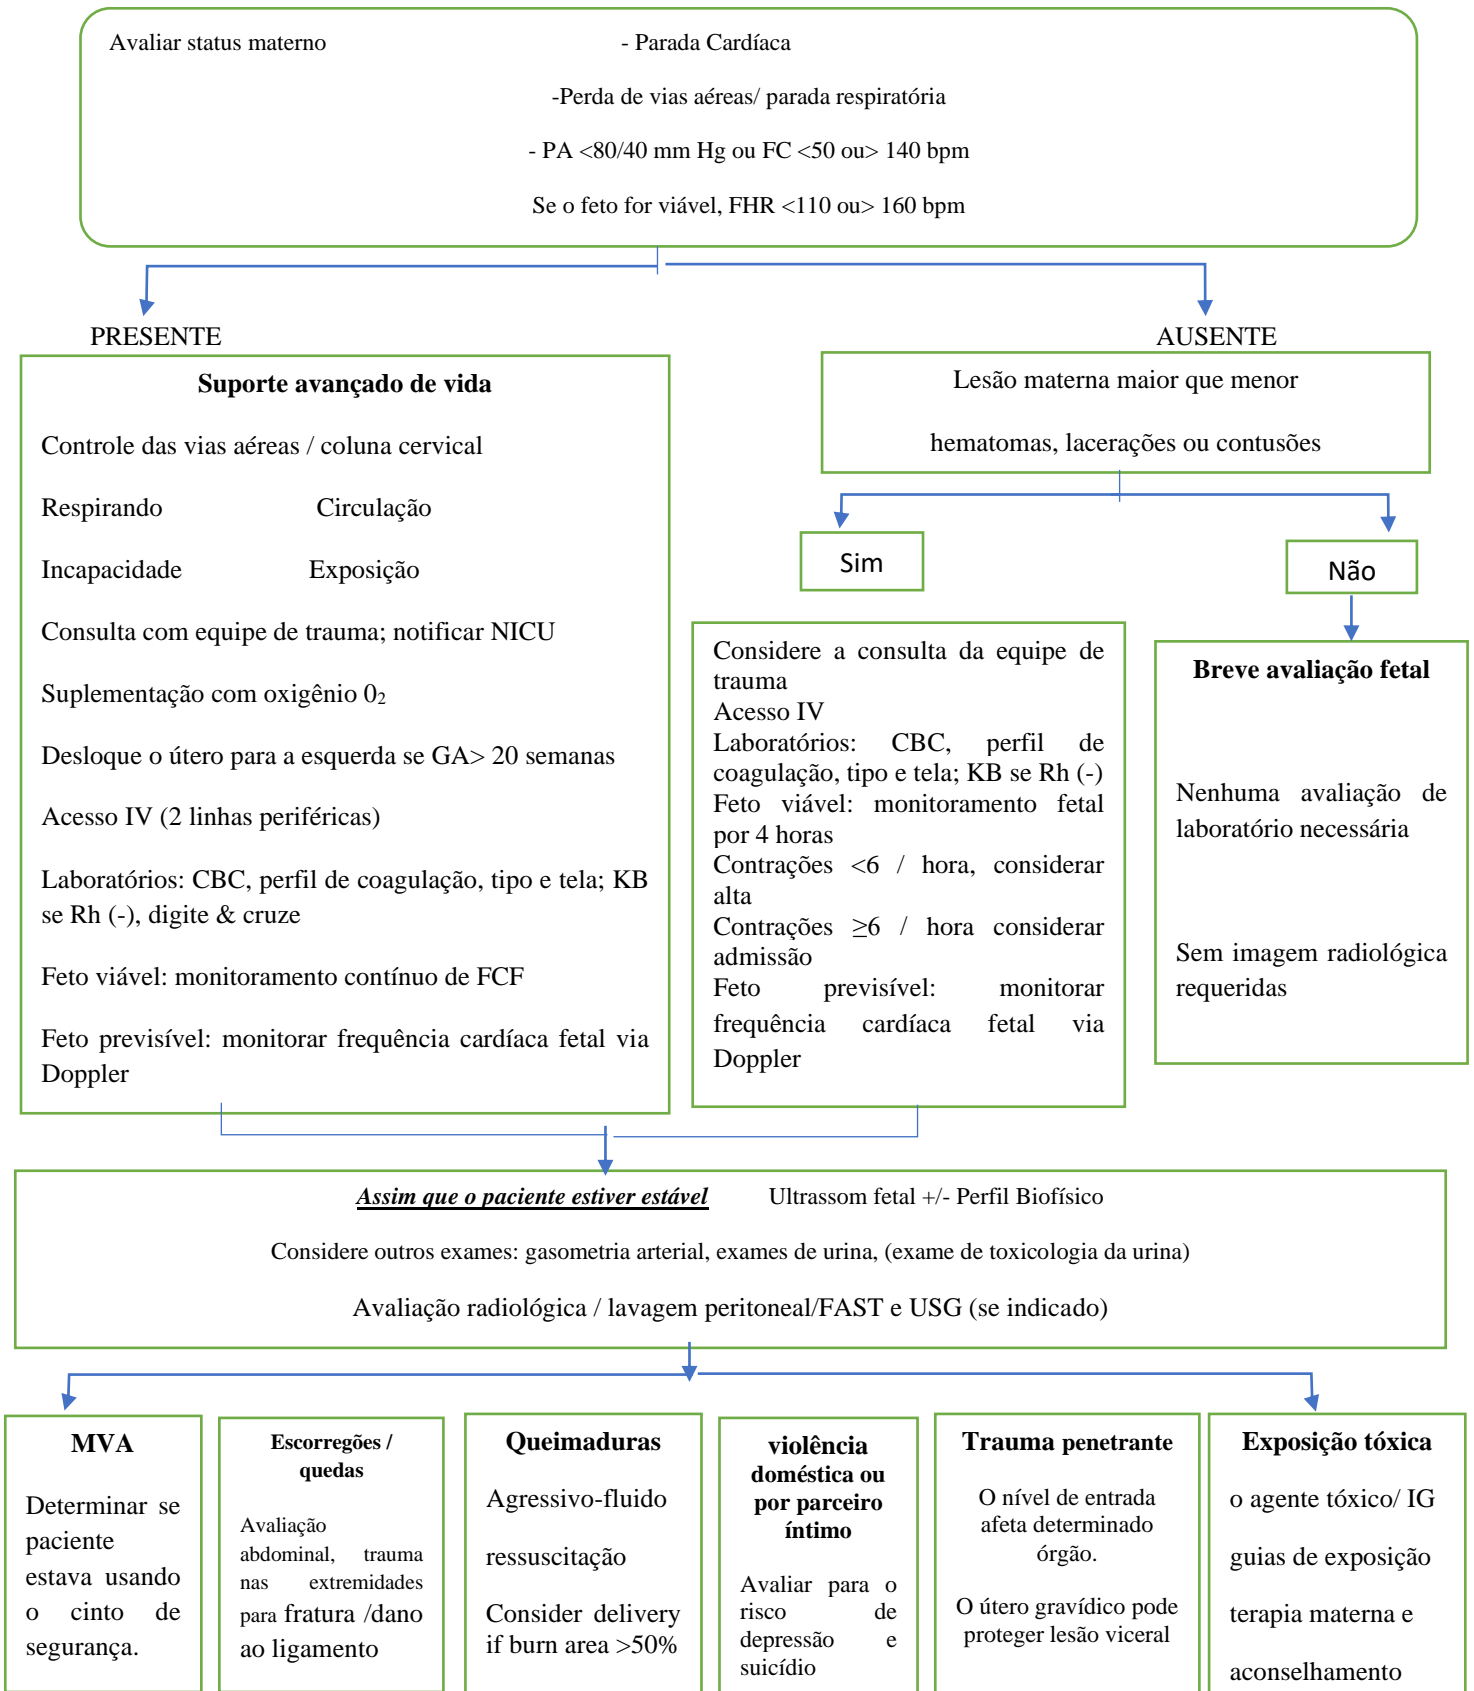 Avaliar status materno - Parada Cardíaca
-Perda de vias aéreas/ parada respiratória
- PA <80/40 mm Hg ou FC <50 ou> 140 bpm
Se o feto for viável, FHR <110 ou> 160 bpm
PRESENTE
AUSENTE
Suporte avançado de vida
Controle das vias aéreas / coluna cervical
Respirando Circulação
Incapacidade Exposição
Consulta com equipe de trauma; notificar NICU
Suplementação com oxigênio 0₂
Desloque o útero para a esquerda se GA> 20 semanas
Acesso IV (2 linhas periféricas)
Laboratórios: CBC, perfil de coagulação, tipo e tela; KB
se Rh (-), digite & cruze
Feto viável: monitoramento contínuo de FCF
Feto previsível: monitorar frequência cardíaca fetal via
Doppler
Lesão materna maior que menor
hematomas, lacerações ou contusões
Sim
Não
Considere a consulta da equipe de
trauma
Acesso IV
Laboratórios: CBC, perfil de
coagulação, tipo e tela; KB se Rh (-)
Feto viável: monitoramento fetal
por 4 horas
Contrações <6 / hora, considerar
alta
Contrações ≥6 / hora considerar
admissão
Feto previsível: monitorar
frequência cardíaca fetal via
Doppler
Breve avaliação fetal
Nenhuma avaliação de
laboratório necessária
Sem imagem radiológica
requeridas
Assim que o paciente estiver estável Ultrassom fetal +/- Perfil Biofísico
Considere outros exames: gasometria arterial, exames de urina, (exame de toxicologia da urina)
Avaliação radiológica / lavagem peritoneal/FAST e USG (se indicado)
MVA
Determinar se
paciente
estava usando
o cinto de
segurança.
Escorregões /
quedas
Avaliação
abdominal, trauma
nas extremidades
para fratura /dano
ao ligamento
Queimaduras
Agressivo-fluido
ressuscitação
Consider delivery
if burn area >50%
violência
doméstica ou
por parceiro
íntimo
Avaliar para o
risco de
depressão e
suicídio
Trauma penetrante
O nível de entrada
afeta determinado
órgão.
O útero gravídico pode
proteger lesão viceral
Exposição tóxica
o agente tóxico/ IG
guias de exposição
terapia materna e
aconselhamento